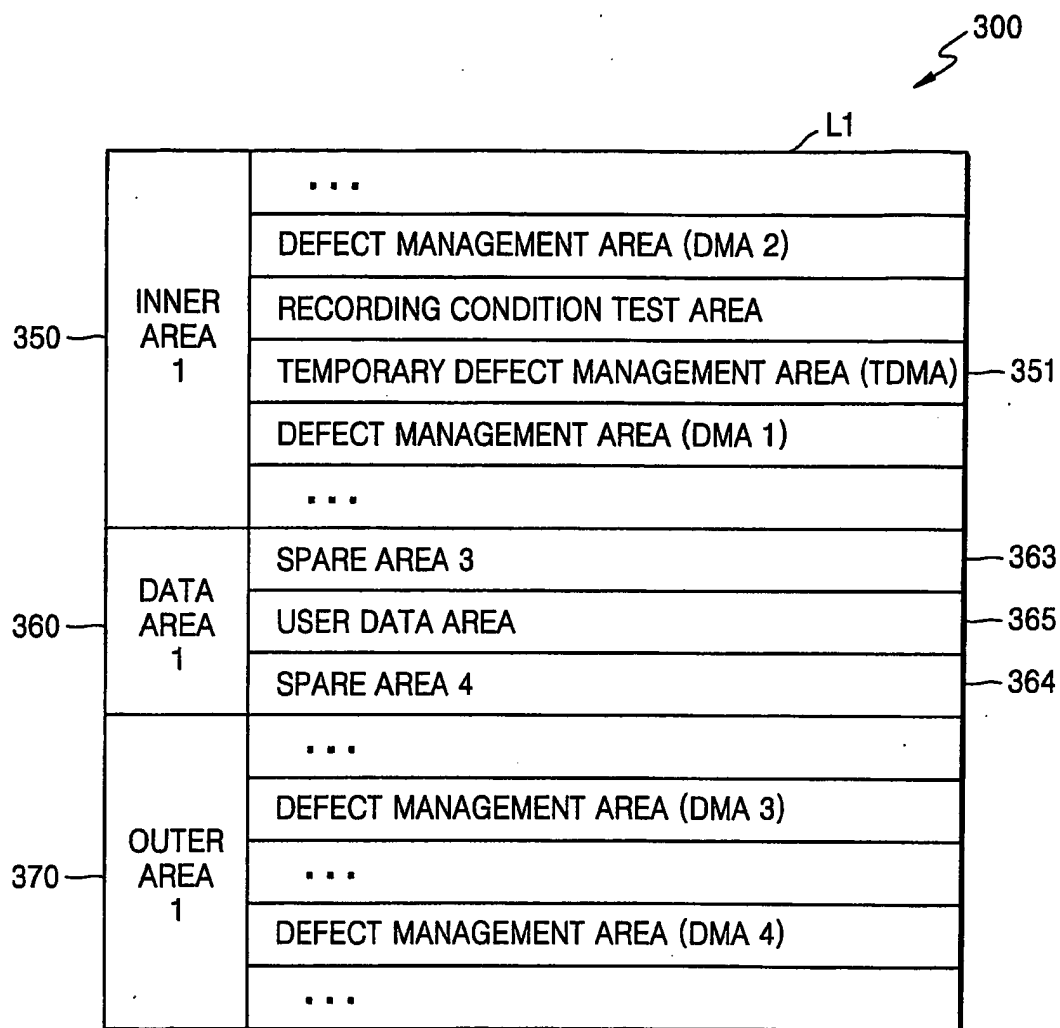 300
L1
...
DEFECT MANAGEMENT AREA (DMA 2)
RECORDING CONDITION TEST AREA
TEMPORARY DEFECT MANAGEMENT AREA (TDMA)
351
DEFECT MANAGEMENT AREA (DMA 1)
...
350
INNER
AREA
1
SPARE AREA 3
363
USER DATA AREA
365
SPARE AREA 4
364
360
DATA
AREA
1
...
DEFECT MANAGEMENT AREA (DMA 3)
...
DEFECT MANAGEMENT AREA (DMA 4)
...
370
OUTER
AREA
1